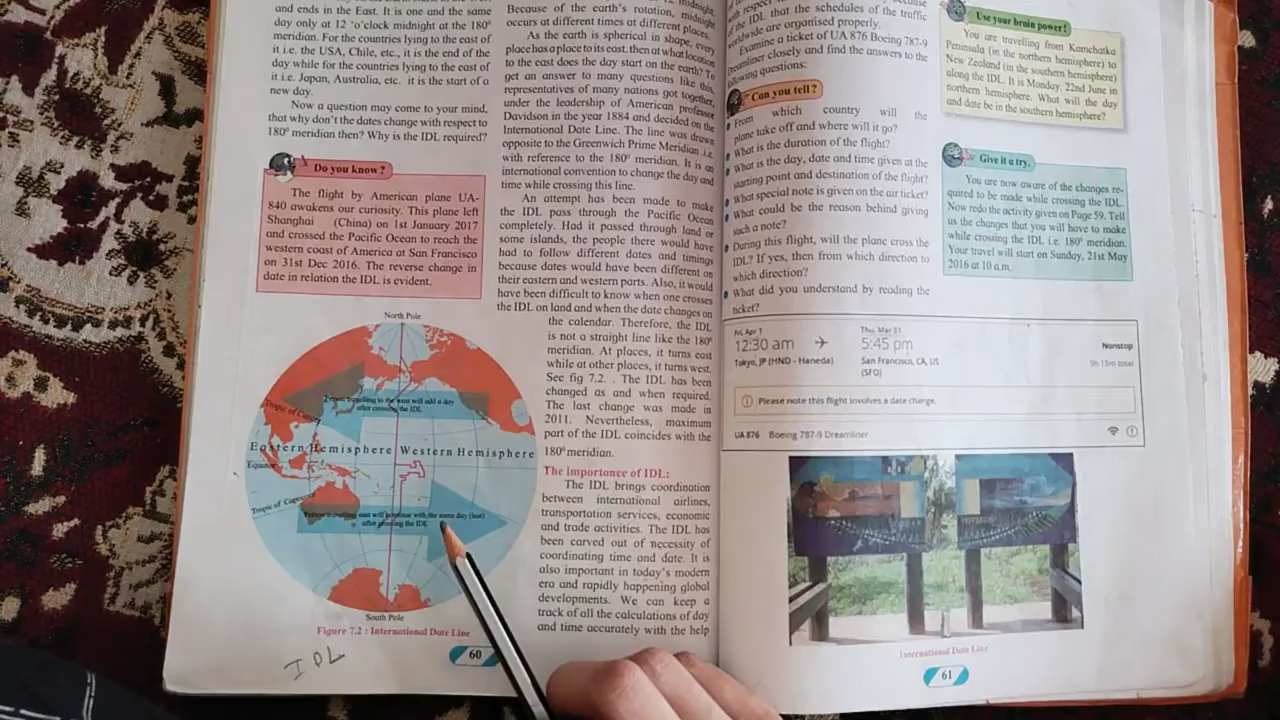 and ends in the East. It is one and the same
day only at 12 'o'clock midnight at the 180°
meridian. For the countries lying to the east of
it i.e. the USA, Chile, etc., it is the end of the
day while for the countries lying to the east of
it i.e. Japan, Australia, etc. it is the start of a
new day.
Now a question may come to your mind,
that why don't the dates change with respect to
180° meridian then? Why is the IDL required?
Do you know?
The flight by American plane UA-
840 awakens our curiosity. This plane left
Shanghai (China) on 1st January 2017
and crossed the Pacific Ocean to reach the
western coast of America at San Francisco
on 31st Dec 2016. The reverse change in
date in relation the IDL is evident.
North Pole
Person travelling to the west will add a day
after crossing the IDL
Tropic of
Eastern Hemisphere Western Hemisphere
Equator
Tropic of Capricorn
Person travelling east will continue with the same day (last)
after crossing the IDL
South Pole
Figure 7.2 : International Date Line
IDL
60
Because of the earth's rotation, midnight
occurs at different times at different places.
As the earth is spherical in shape, every
place has a place to its east, then at what location
to the east does the day start on the earth? To
get an answer to many questions like this,
representatives of many nations got together,
under the leadership of American professor
Davidson in the year 1884 and decided on the
International Date Line. The line was drawn
opposite to the Greenwich Prime Meridian .i.e.
with reference to the 180° meridian. It is an
international convention to change the day and
time while crossing this line.
An attempt has been made to make
the IDL pass through the Pacific Ocean
completely. Had it passed through land or
some islands, the people there would have
had to follow different dates and timings
because dates would have been different on
their eastern and western parts. Also, it would
have been difficult to know when one crosses
the IDL on land and when the date changes on
the calendar. Therefore, the IDL
is not a straight line like the 180°
meridian. At places, it turns east
while at other places, it turns west.
See fig 7.2. . The IDL has been
changed as and when required.
The last change was made in
2011. Nevertheless, maximum
part of the IDL coincides with the
180° meridian.
The importance of IDL:
The IDL brings coordination
between international airlines,
transportation services, economic
and trade activities. The IDL has
been carved out of necessity of
coordinating time and date. It is
also important in today's modern
era and rapidly happening global
developments. We can keep a
track of all the calculations of day
and time accurately with the help
the IDL that the schedules of the traffic
worldwide are organised properly.
Examine a ticket of UA 876 Boeing 787-9
Dreamliner closely and find the answers to the
following questions:
Can you tell?
From which country will the
plane take off and where will it go?
What is the duration of the flight?
What is the day, date and time given at the
starting point and destination of the flight?
What special note is given on the air ticket?
What could be the reason behind giving
such a note?
During this flight, will the plane cross the
IDL? If yes, then from which direction to
which direction?
What did you understand by reading the
ticket?
Use your brain power!
You are travelling from Kamchatka
Peninsula (in the northern hemisphere) to
New Zealand (in the southern hemisphere)
along the IDL. It is Monday, 22nd June in
northern hemisphere. What will the day
and date be in the southern hemisphere?
Give it a try.
You are now aware of the changes re-
quired to be made while crossing the IDL.
Now redo the activity given on Page 59. Tell
us the changes that you will have to make
while crossing the IDL i.e. 180° meridian.
Your travel will start on Sunday, 21st May
2016 at 10 a.m.
Fri, Apr 1 Thu, Mar 31
12:30 am 5:45 pm Nonstop
Tokyo, JP (HND - Haneda) San Francisco, CA, US 9h 15m total
(SFO)
Please note this flight involves a date change.
UA 876 Boeing 787-9 Dreamliner
International Date Line
61